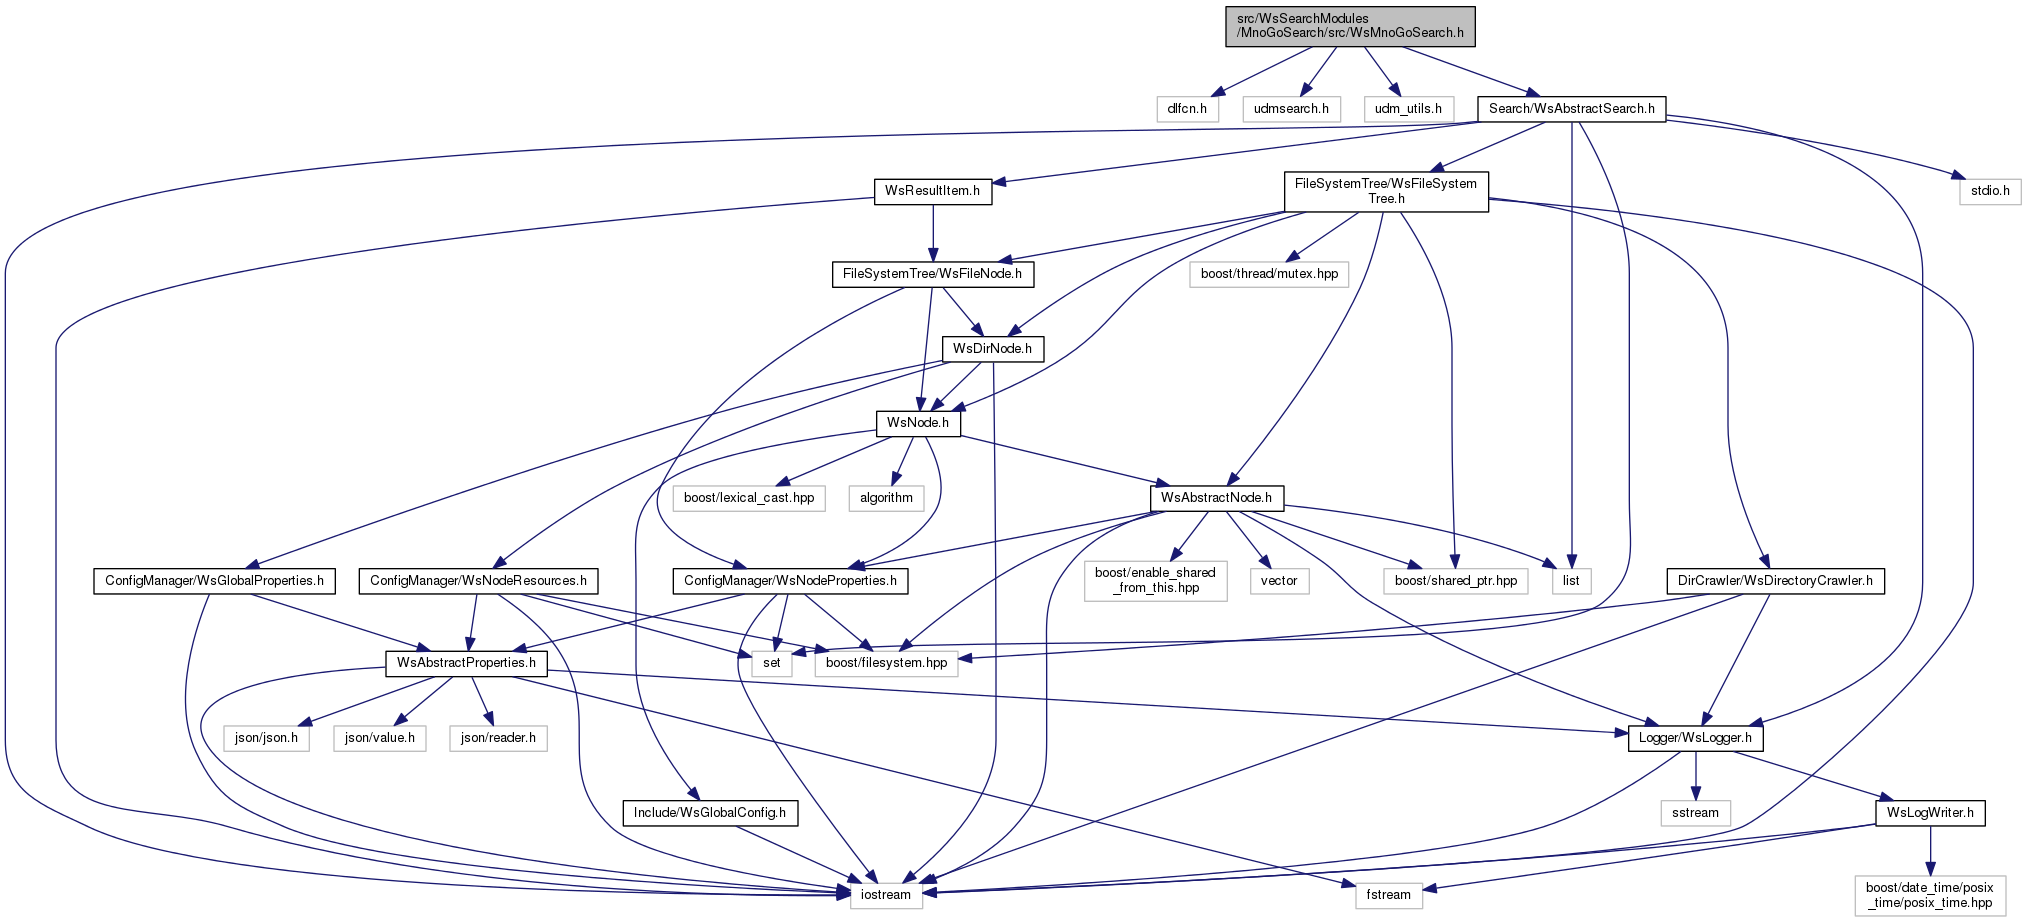 src/WsSearchModules
/MnoGoSearch/src/WsMnoGoSearch.h
dlfcn.h
udmsearch.h
udm_utils.h
Search/WsAbstractSearch.h
WsResultItem.h
FileSystemTree/WsFileSystem
Tree.h
stdio.h
FileSystemTree/WsFileNode.h
boost/thread/mutex.hpp
WsDirNode.h
WsNode.h
boost/lexical_cast.hpp
algorithm
WsAbstractNode.h
ConfigManager/WsGlobalProperties.h
ConfigManager/WsNodeResources.h
ConfigManager/WsNodeProperties.h
boost/enable_shared
_from_this.hpp
vector
boost/shared_ptr.hpp
list
DirCrawler/WsDirectoryCrawler.h
WsAbstractProperties.h
set
boost/filesystem.hpp
json/json.h
json/value.h
json/reader.h
Logger/WsLogger.h
Include/WsGlobalConfig.h
sstream
WsLogWriter.h
iostream
fstream
boost/date_time/posix
_time/posix_time.hpp